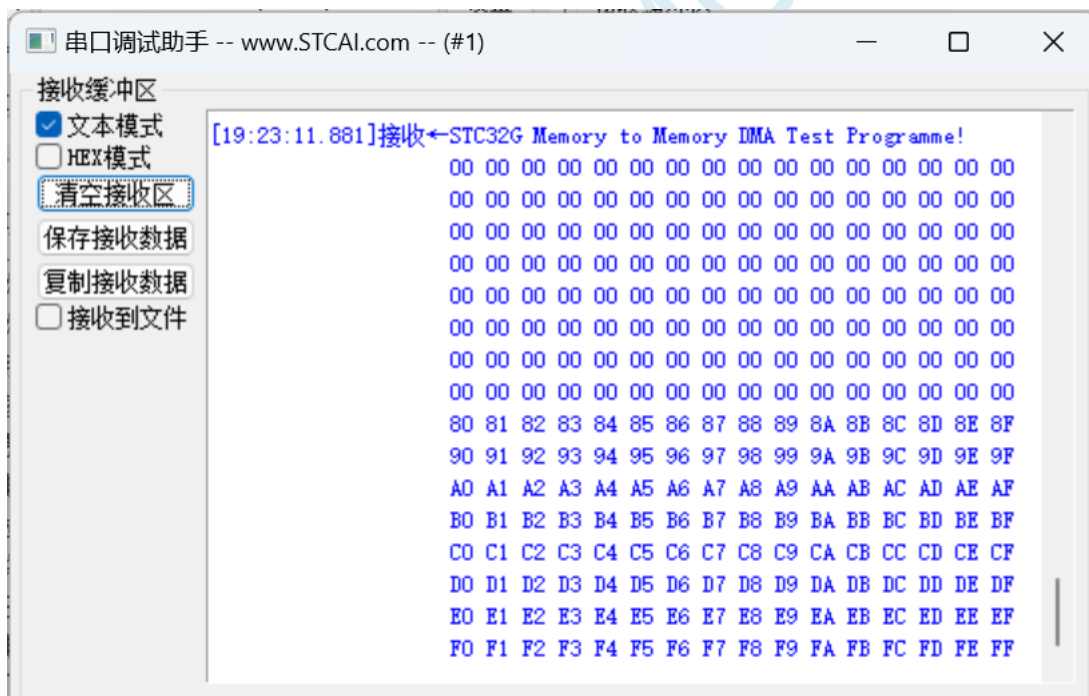 串口调试助手 -- www.STCAI.com -- (#1)
接收缓冲区
文本模式
HEX模式
清空接收区
保存接收数据
复制接收数据
接收到文件
[19:23:11.881]接收←STC32G Memory to Memory DMA Test Programme!
00 00 00 00 00 00 00 00 00 00 00 00 00 00 00 00
00 00 00 00 00 00 00 00 00 00 00 00 00 00 00 00
00 00 00 00 00 00 00 00 00 00 00 00 00 00 00 00
00 00 00 00 00 00 00 00 00 00 00 00 00 00 00 00
00 00 00 00 00 00 00 00 00 00 00 00 00 00 00 00
00 00 00 00 00 00 00 00 00 00 00 00 00 00 00 00
00 00 00 00 00 00 00 00 00 00 00 00 00 00 00 00
00 00 00 00 00 00 00 00 00 00 00 00 00 00 00 00
80 81 82 83 84 85 86 87 88 89 8A 8B 8C 8D 8E 8F
90 91 92 93 94 95 96 97 98 99 9A 9B 9C 9D 9E 9F
A0 A1 A2 A3 A4 A5 A6 A7 A8 A9 AA AB AC AD AE AF
B0 B1 B2 B3 B4 B5 B6 B7 B8 B9 BA BB BC BD BE BF
C0 C1 C2 C3 C4 C5 C6 C7 C8 C9 CA CB CC CD CE CF
D0 D1 D2 D3 D4 D5 D6 D7 D8 D9 DA DB DC DD DE DF
E0 E1 E2 E3 E4 E5 E6 E7 E8 E9 EA EB EC ED EE EF
F0 F1 F2 F3 F4 F5 F6 F7 F8 F9 FA FB FC FD FE FF